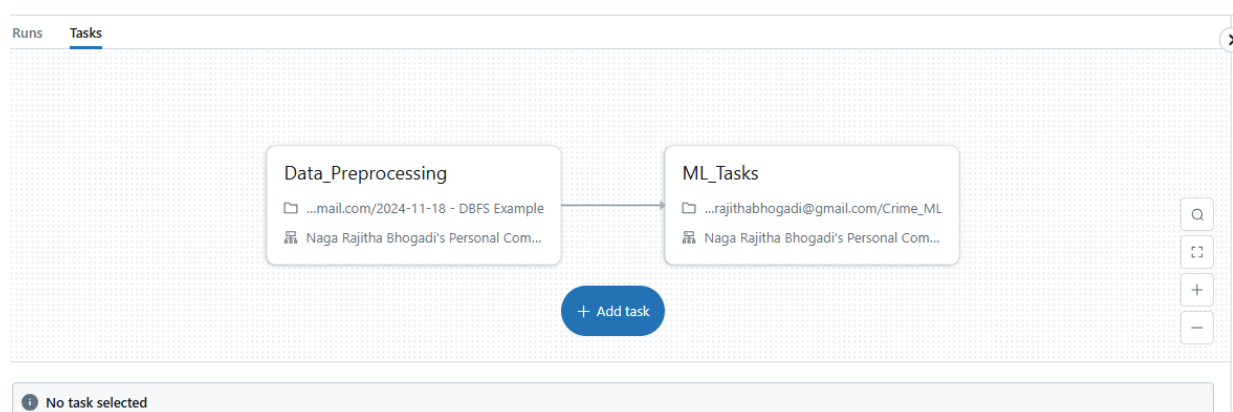 Runs Tasks
Data_Preprocessing
...mail.com/2024-11-18 - DBFS Example
Naga Rajitha Bhogadi's Personal Com...
ML_Tasks
...rajithabhogadi@gmail.com/Crime_ML
Naga Rajitha Bhogadi's Personal Com...
+ Add task
No task selected